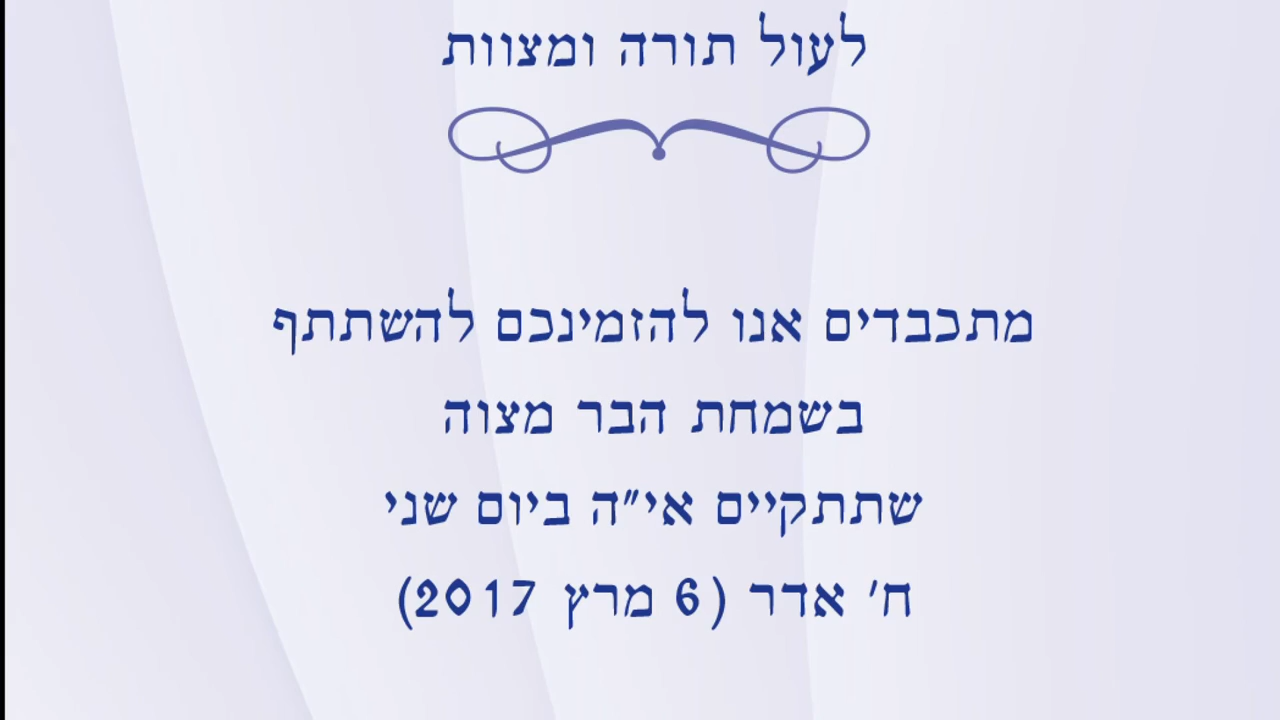 לעול תורה ומצוות
מתכבדים אנו להזמינכם להשתתף
בשמחת הבר מצוה
שתתקיים אי״ה ביום שני
ח׳ אדר (6 מרץ 2017)